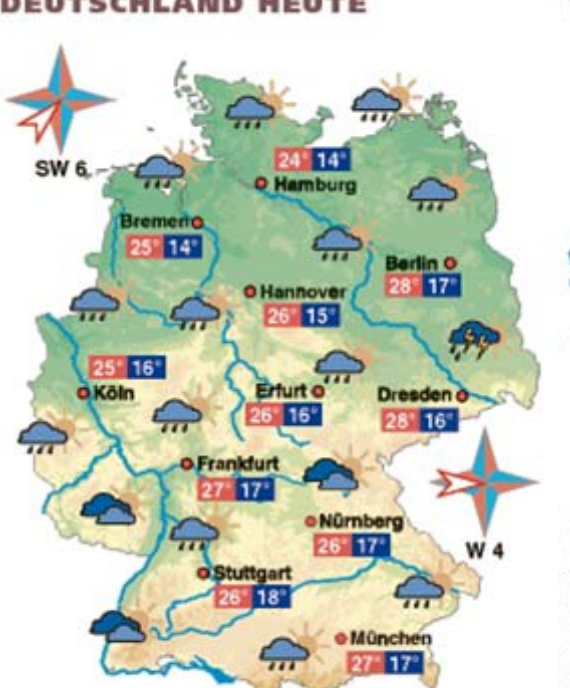 DEUTSCHLAND HEUTE
SW 6
24° 14°
Hamburg
Bremen
25° 14°
Berlin
28° 17°
Hannover
26° 15°
25° 16°
Köln
Erfurt
26° 16°
Dresden
28° 16°
Frankfurt
27° 17°
Nürnberg
26° 17°
W 4
Stuttgart
26° 18°
München
27° 17°